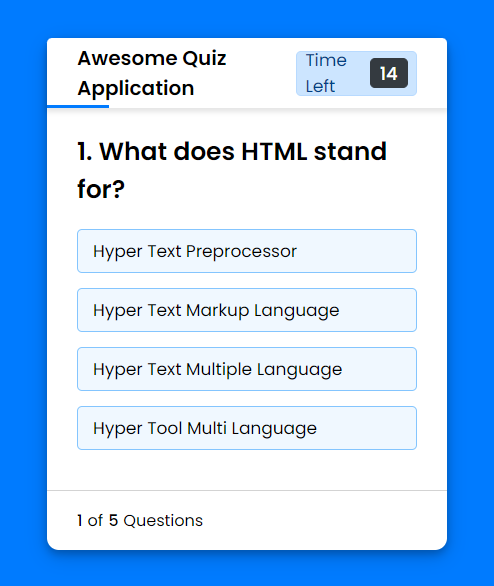 Awesome Quiz
Application
Time
Left
14
1. What does HTML stand
for?
Hyper Text Preprocessor
Hyper Text Markup Language
Hyper Text Multiple Language
Hyper Tool Multi Language
1 of 5 Questions